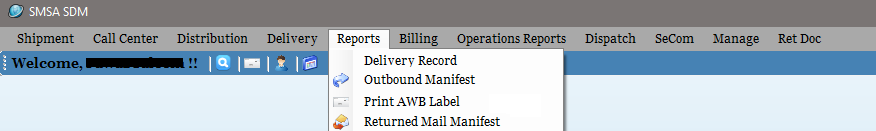 SMSA SDM
Shipment Call Center Distribution Delivery Reports Billing Operations Reports Dispatch SeCom Manage Ret Doc
Welcome, !!
Delivery Record
Outbound Manifest
Print AWB Label
Returned Mail Manifest